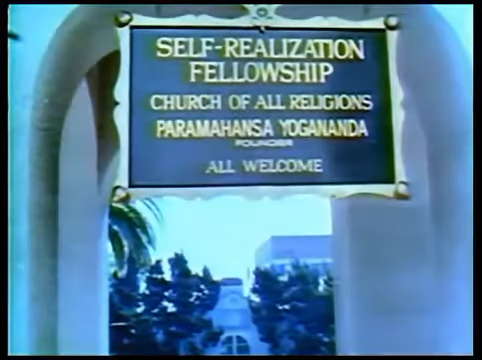 SELF-REALIZATION
FELLOWSHIP
CHURCH OF ALL RELIGIONS
PARAMAHANSA YOGANANDA
FOUNDER
ALL WELCOME